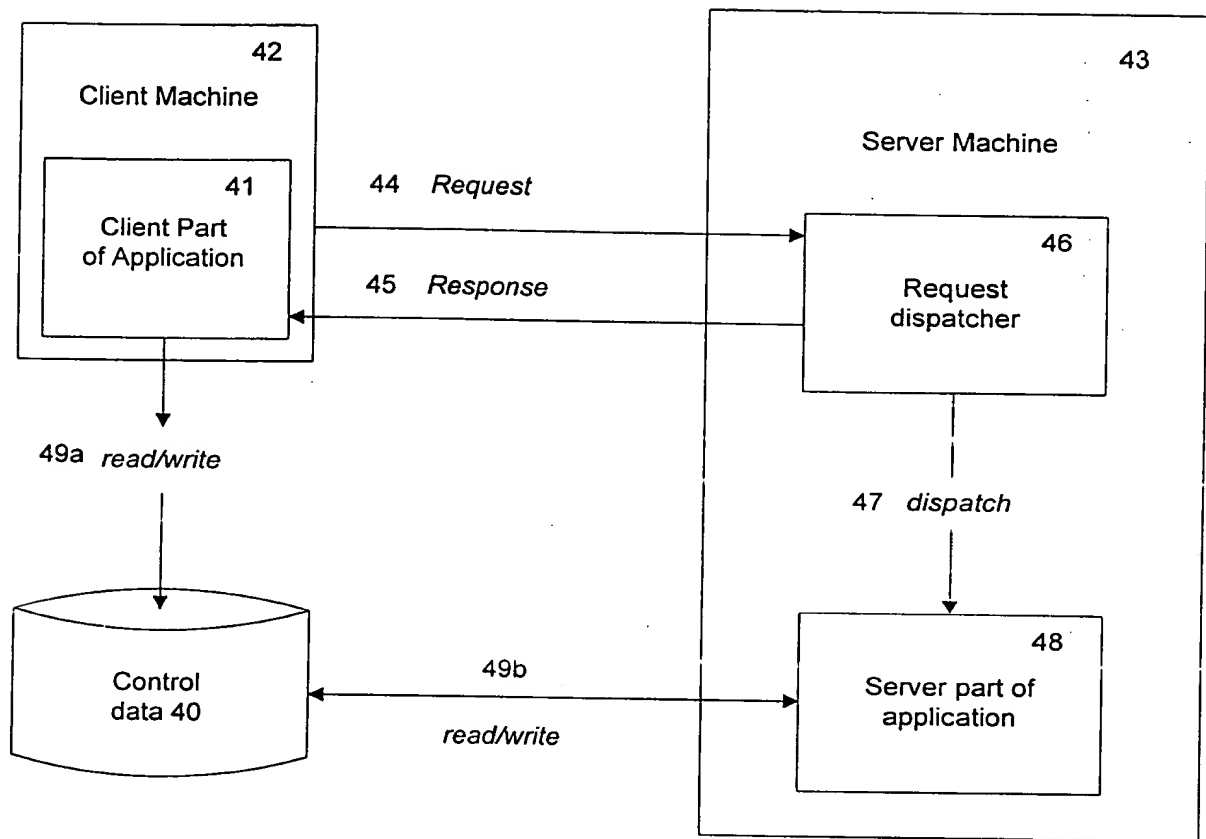 42
Client Machine
41
Client Part
of Application
44 Request
45 Response
43
Server Machine
46
Request
dispatcher
49a read/write
47 dispatch
Control
data 40
49b
read/write
48
Server part of
application